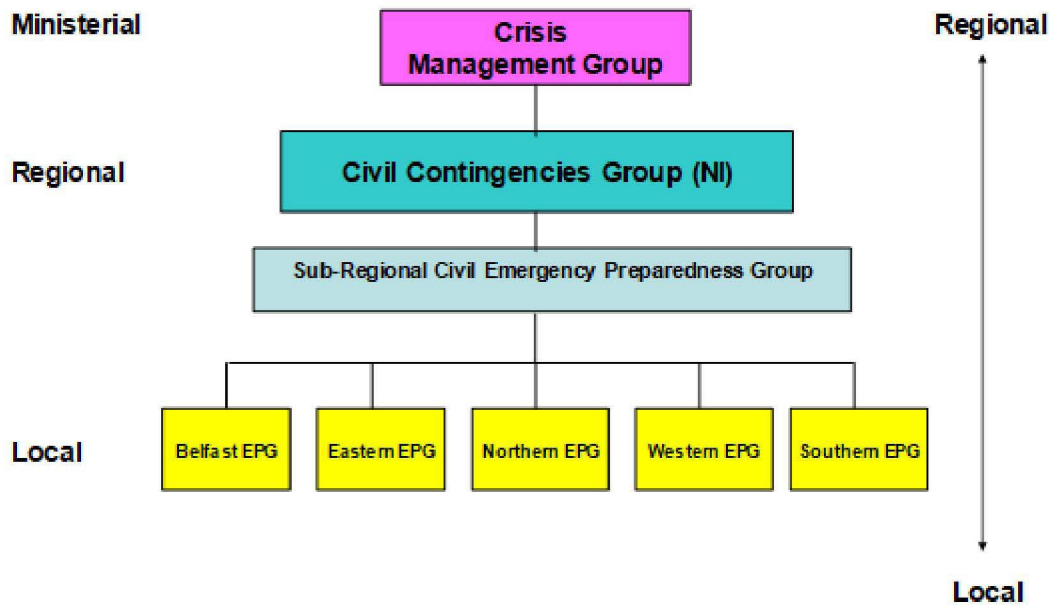 Ministerial
Crisis
Management Group
Regional
Regional
Civil Contingencies Group (NI)
Sub-Regional Civil Emergency Preparedness Group
Local
Belfast EPG
Eastern EPG
Northern EPG
Western EPG
Southern EPG
Local